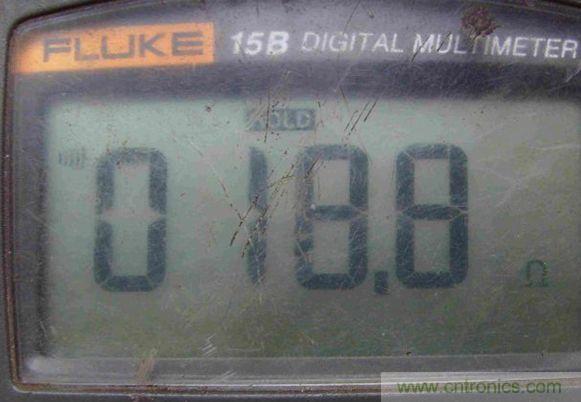 FLUKE 15B DIGITAL MULTIMETER
HOLD
018.8 Ω
www.cntronics.com